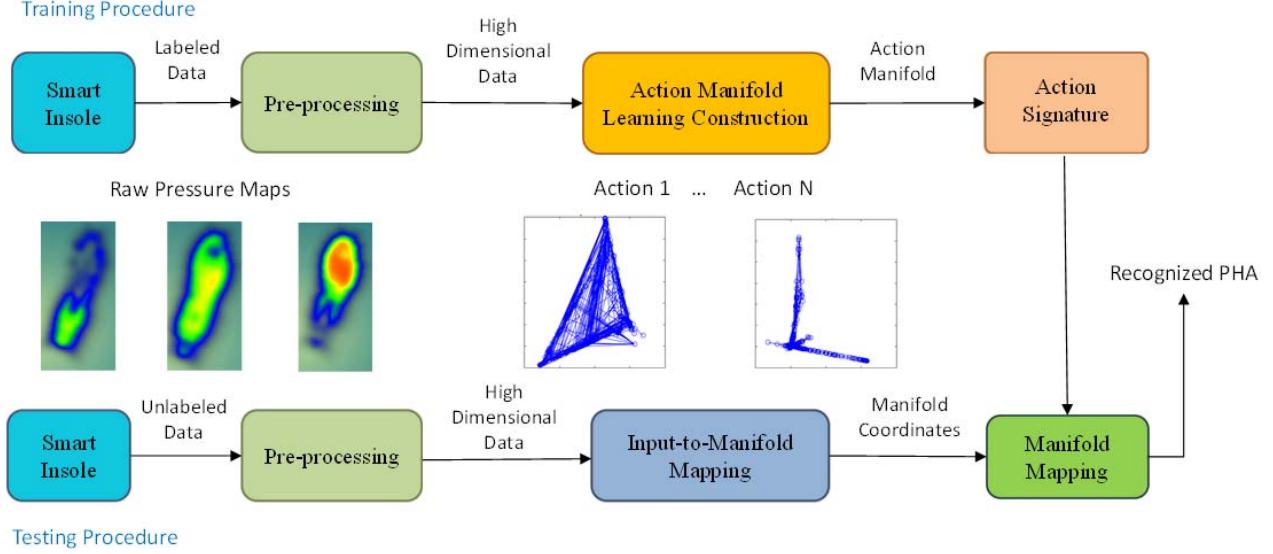 Training Procedure
Labeled
Data
High
Dimensional
Data
Action
Manifold
Smart
Insole
Pre-processing
Action Manifold
Learning Construction
Action
Signature
Raw Pressure Maps
Action 1 ... Action N
Recognized PHA
Unlabeled
Data
High
Dimensional
Data
Manifold
Coordinates
Smart
Insole
Pre-processing
Input-to-Manifold
Mapping
Manifold
Mapping
Testing Procedure